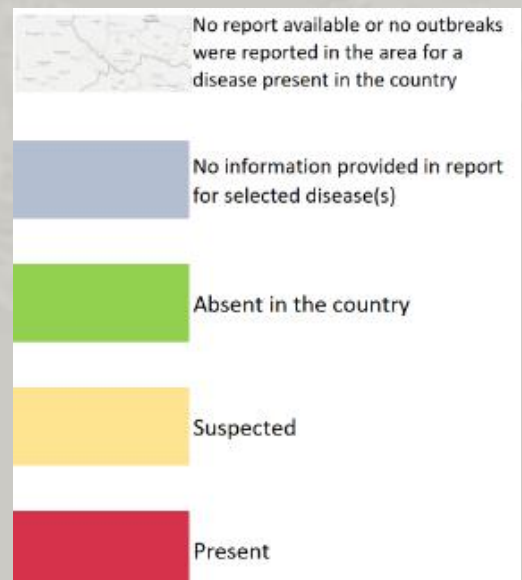 No report available or no outbreaks
were reported in the area for a
disease present in the country
No information provided in report
for selected disease(s)
Absent in the country
Suspected
Present